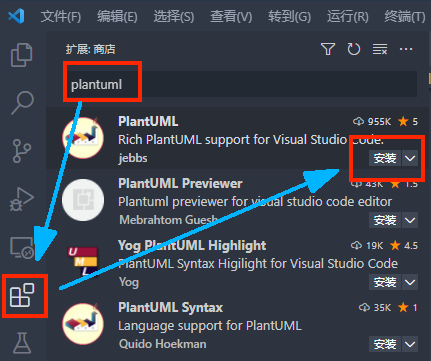 文件(F) 编辑(E) 选择(S) 查看(V) 转到(G) 运行(R) 终端(T)
扩展: 商店
plantuml
PlantUML 955K 5
Rich PlantUML support for Visual Studio Code.
jebbs 安装
PlantUML Previewer 43K 1.5
Plantuml previewer for visual studio code editor
Mebrahtom Guesh 安装
UML
Yog PlantUML Highlight 19K 4.5
PlantUML Syntax Higilight for Visual Studio Code
Yog 安装
PlantUML Syntax 35K 1
Language support for PlantUML
Quido Hoekman 安装